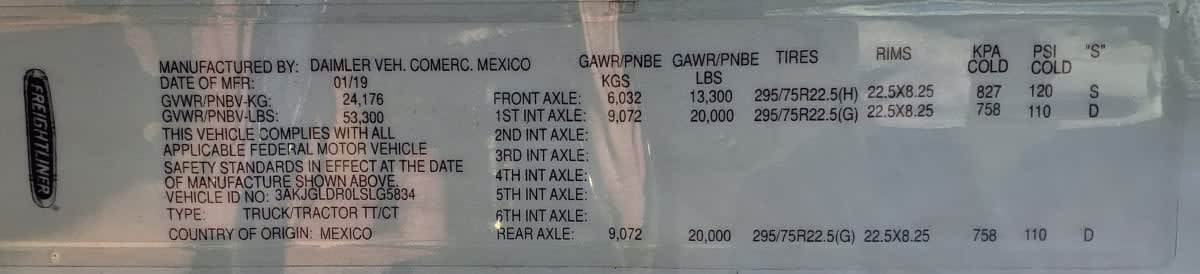 FREIGHTLINER
MANUFACTURED BY: DAIMLER VEH. COMERC. MEXICO
DATE OF MFR: 01/19
GVWR/PNBV-KG: 24,176
GVWR/PNBV-LBS: 53,300
THIS VEHICLE COMPLIES WITH ALL
APPLICABLE FEDERAL MOTOR VEHICLE
SAFETY STANDARDS IN EFFECT AT THE DATE
OF MANUFACTURE SHOWN ABOVE.
VEHICLE ID NO: 3AKJGLDR0LSLG5834
TYPE: TRUCK/TRACTOR TT/CT
COUNTRY OF ORIGIN: MEXICO
GAWR/PNBE GAWR/PNBE TIRES RIMS KPA PSI "S"
KGS LBS COLD COLD
FRONT AXLE: 6,032 13,300 295/75R22.5(H) 22.5X8.25 827 120 S
1ST INT AXLE: 9,072 20,000 295/75R22.5(G) 22.5X8.25 758 110 D
2ND INT AXLE:
3RD INT AXLE:
4TH INT AXLE:
5TH INT AXLE:
6TH INT AXLE:
REAR AXLE: 9,072 20,000 295/75R22.5(G) 22.5X8.25 758 110 D